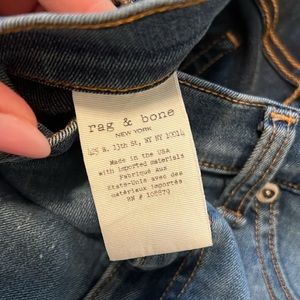 rag & bone
NEW YORK
425 W. 13th St, NY NY 10014
Made in the USA
with imported materials
Fabriqué Aux
États-Unis avec des
matériaux importés
RN # 108879